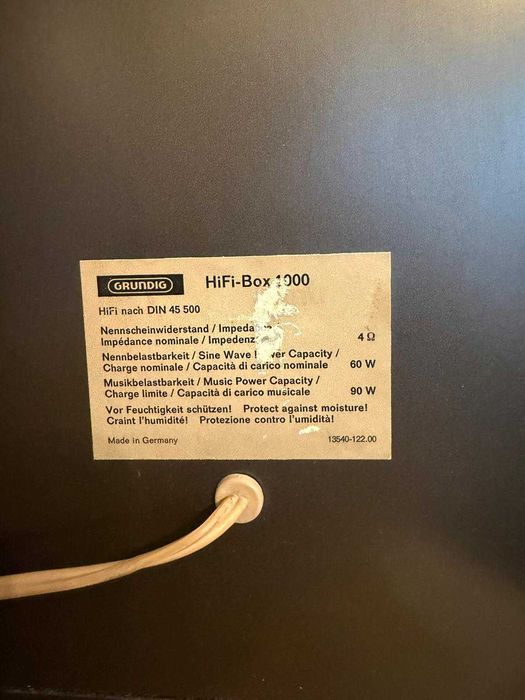 GRUNDIG HiFi-Box 1000
HiFi nach DIN 45 500
Nennscheinwiderstand / Impedan
Impédance nominale / Impedenz 4 Ω
Nennbelastbarkeit / Sine Wave Power Capacity /
Charge nominale / Capacità di carico nominale 60 W
Musikbelastbarkeit / Music Power Capacity /
Charge limite / Capacità di carico musicale 90 W
Vor Feuchtigkeit schützen! Protect against moisture!
Craint l'humidité! Protezione contro l'umidità!
Made in Germany 13540-122.00